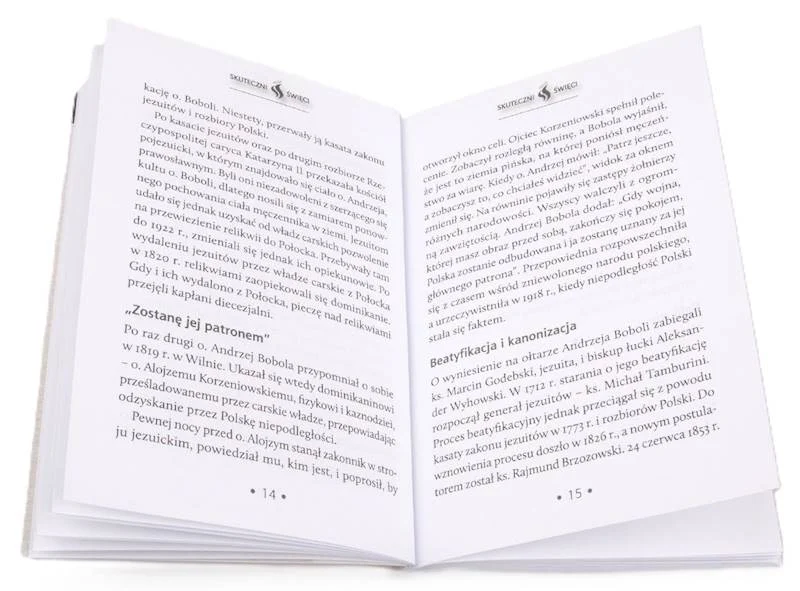 SKUTECZNI ŚWIĘCI
kację o. Boboli. Niestety, przerwały ją kasata zakonu
jezuitów i rozbiory Polski.
Po kasacie jezuitów oraz po drugim rozbiorze Rze-
czypospolitej caryca Katarzyna II przekazała kościół
pojezuicki, w którym znajdowało się ciało o. Andrzeja,
prawosławnym. Byli oni niezadowoleni z szerzącego się
kultu o. Boboli, dlatego nosili się z zamiarem ponow-
nego pochowania ciała męczennika w ziemi. Jezuitom
udało się jednak uzyskać od władz carskich pozwolenie
na przewiezienie relikwii do Połocka. Przebywały tam
do 1922 r., zmieniali się jednak ich opiekunowie. Po
wydaleniu jezuitów przez władze carskie z Połocka
w 1820 r. relikwiami zaopiekowali się dominikanie.
Gdy i ich wydalono z Połocka, pieczę nad relikwiami
przejęli kapłani diecezjalni.
„Zostanę jej patronem”
Po raz drugi o. Andrzej Bobola przypomniał o sobie
w 1819 r. w Wilnie. Ukazał się wtedy dominikaninowi
– o. Alojzemu Korzeniowskiemu, fizykowi i kaznodziei,
prześladowanemu przez carskie władze, przepowiadając
odzyskanie przez Polskę niepodległości.
Pewnej nocy przed o. Alojzym stanął zakonnik w stro-
ju jezuickim, powiedział mu, kim jest, i poprosił, by
• 14 •
SKUTECZNI ŚWIĘCI
otworzył okno celi. Ojciec Korzeniowski spełnił pole-
cenie. Zobaczył rozległą równinę, a Bobola wyjaśnił,
że jest to ziemia pińska, na której poniósł męczeń-
stwo za wiarę. Kiedy o. Andrzej mówił: „Patrz jeszcze,
a zobaczysz to, co chciałeś widzieć”, widok za oknem
zmienił się. Na równinie pojawiły się zastępy żołnierzy
różnych narodowości. Wszyscy walczyli z ogrom-
ną zawziętością. Andrzej Bobola dodał: „Gdy wojna,
której masz obraz przed sobą, zakończy się pokojem,
Polska zostanie odbudowana i ja zostanę uznany za jej
głównego patrona”. Przepowiednia rozpowszechniła
się z czasem wśród zniewolonego narodu polskiego,
a urzeczywistniła w 1918 r., kiedy niepodległość Polski
stała się faktem.
Beatyfikacja i kanonizacja
O wyniesienie na ołtarze Andrzeja Boboli zabiegali
ks. Marcin Godebski, jezuita, i biskup łucki Aleksan-
der Wyhowski. W 1712 r. starania o jego beatyfikację
rozpoczął generał jezuitów – ks. Michał Tamburini.
Proces beatyfikacyjny jednak przeciągał się z powodu
kasaty zakonu jezuitów w 1773 r. i rozbiorów Polski. Do
wznowienia procesu doszło w 1826 r., a nowym postula-
torem został ks. Rajmund Brzozowski. 24 czerwca 1853 r.
• 15 •